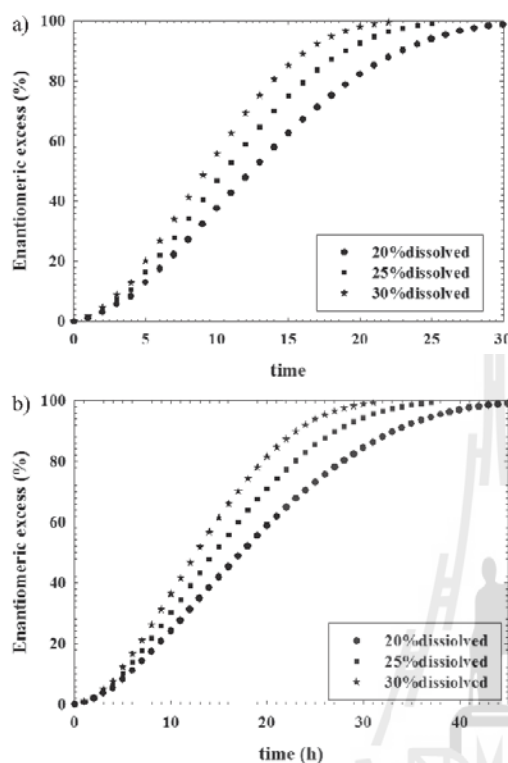 a)
Enantiomeric excess (%)
100
80
60
40
20
0
20%dissolved
25%dissolved
30%dissolved
0 5 10 15 20 25 30
time
b)
Enantiomeric excess (%)
100
80
60
40
20
0
20%dissiolved
25%dissiolved
30%dissiolved
0 10 20 30 40
time (h)